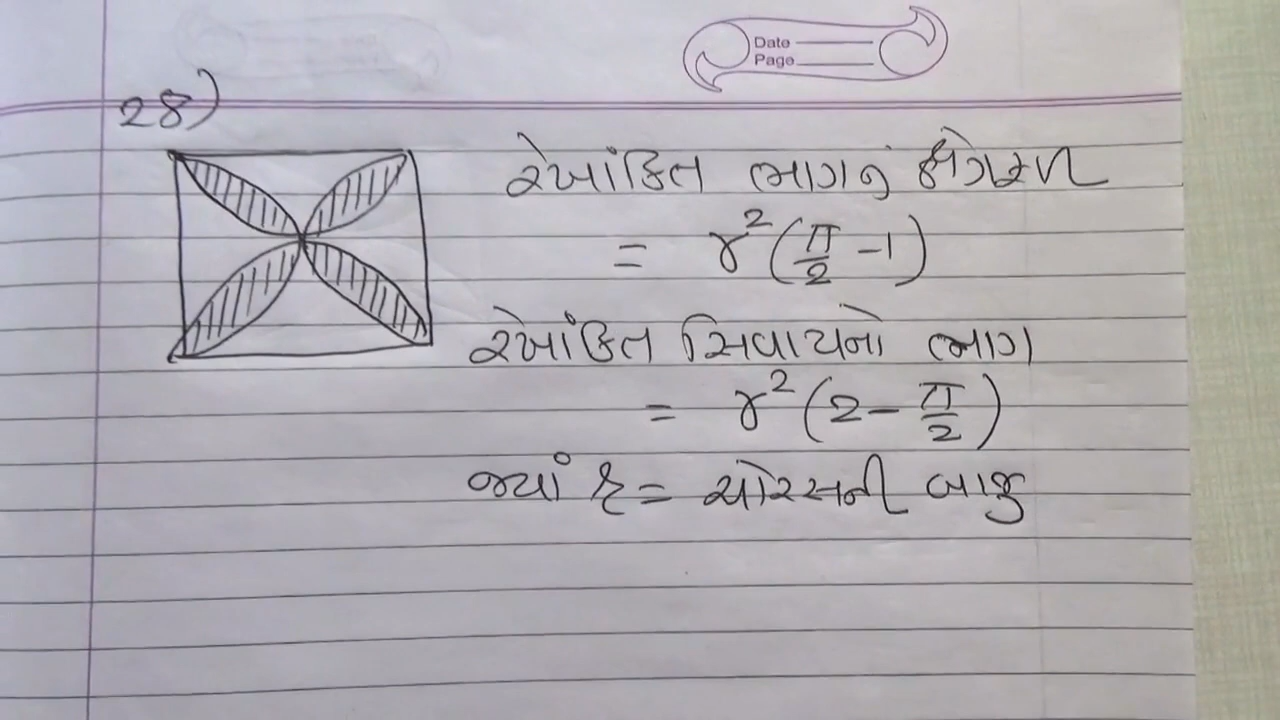 Date
Page
28)
રેખાંકિત ભાગનું ક્ષેત્રફળ
= r²(π/2 - 1)
રેખાંકિત સિવાયનો ભાગ
= r²(2 - π/2)
જ્યાં r = ચોરસની બાજુ